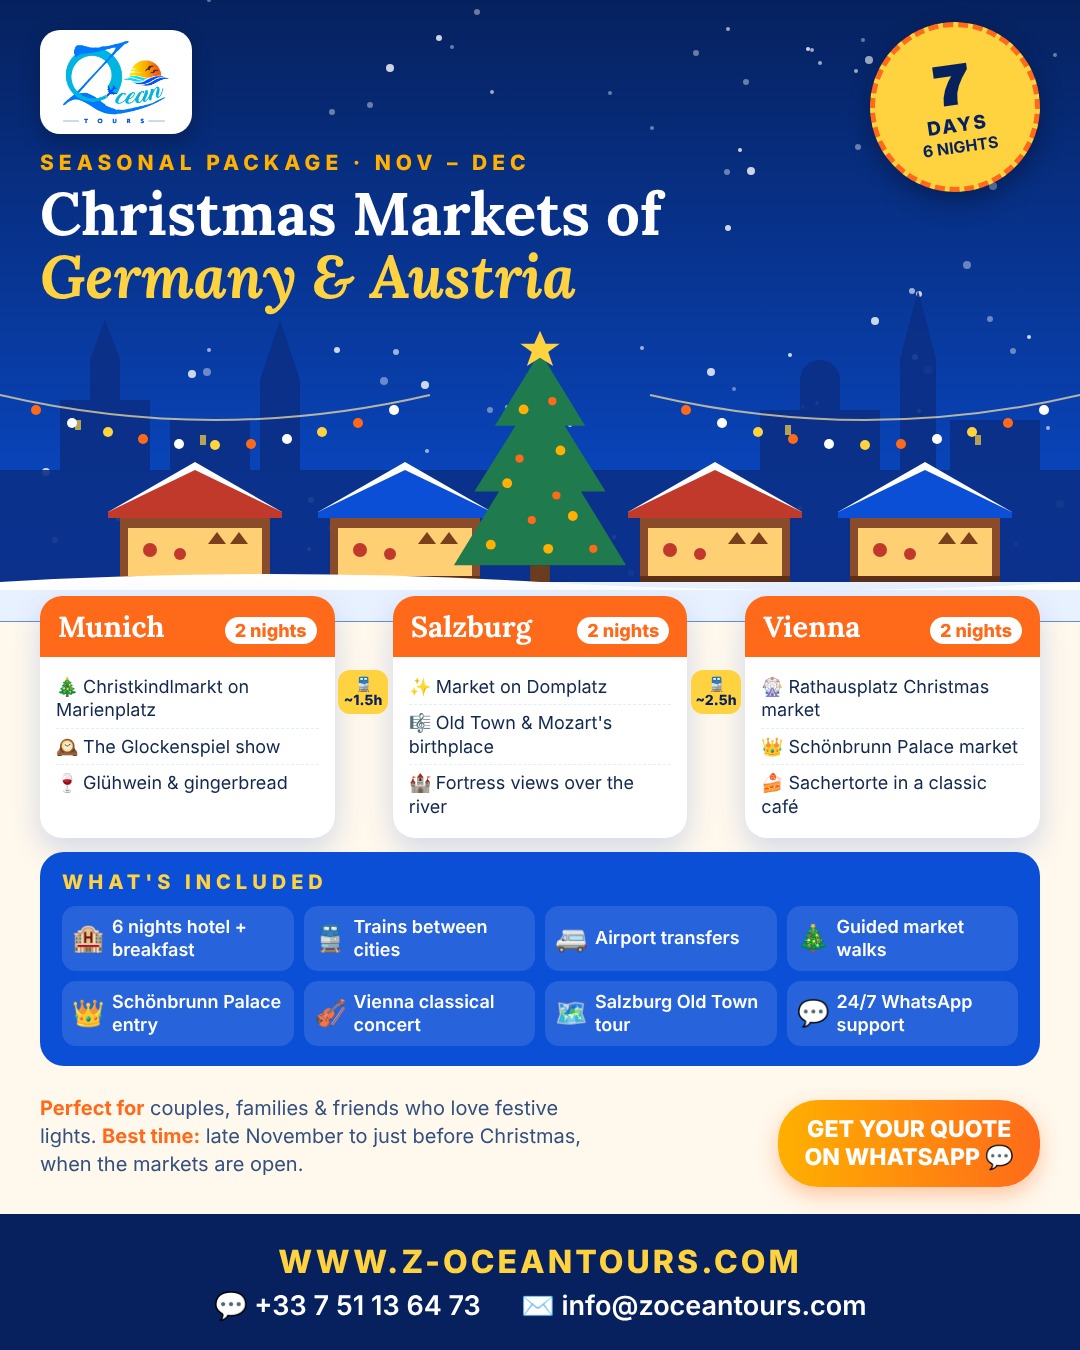 Z Ocean
TOURS
7
DAYS
6 NIGHTS
SEASONAL PACKAGE · NOV – DEC
Christmas Markets of
Germany & Austria
Munich
2 nights
🎄 Christkindlmarkt on
Marienplatz
🕰️ The Glockenspiel show
🍷 Glühwein & gingerbread
🚆
~1.5h
Salzburg
2 nights
✨ Market on Domplatz
🎼 Old Town & Mozart's
birthplace
🏰 Fortress views over the
river
🚆
~2.5h
Vienna
2 nights
🎡 Rathausplatz Christmas
market
👑 Schönbrunn Palace market
🍰 Sachertorte in a classic
café
WHAT'S INCLUDED
🏨 6 nights hotel +
breakfast
🚆 Trains between
cities
🚐 Airport transfers
🎄 Guided market
walks
👑 Schönbrunn Palace
entry
🎻 Vienna classical
concert
🗺️ Salzburg Old Town
tour
💬 24/7 WhatsApp
support
Perfect for couples, families & friends who love festive
lights. Best time: late November to just before Christmas,
when the markets are open.
GET YOUR QUOTE
ON WHATSAPP 💬
WWW.Z-OCEANTOURS.COM
💬 +33 7 51 13 64 73 ✉️ info@zoceantours.com